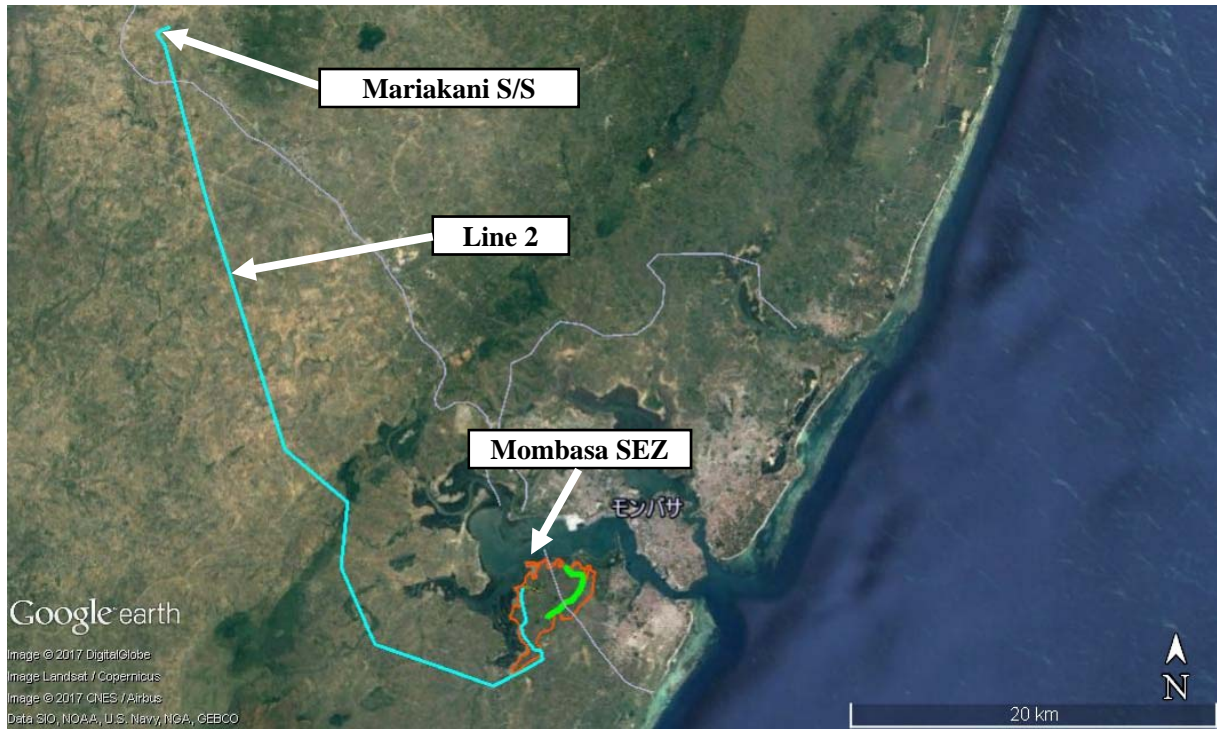 Mariakani S/S
Line 2
Mombasa SEZ
モンバサ
Google earth
Image © 2017 DigitalGlobe
Image Landsat / Copernicus
Image © 2017 CNES / Airbus
Data SIO, NOAA, U.S. Navy, NGA, GEBCO
N
20 km